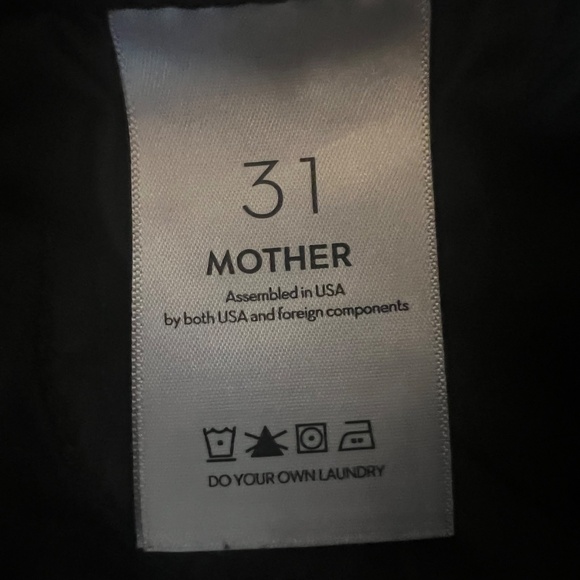 31
MOTHER
Assembled in USA
by both USA and foreign components
DO YOUR OWN LAUNDRY